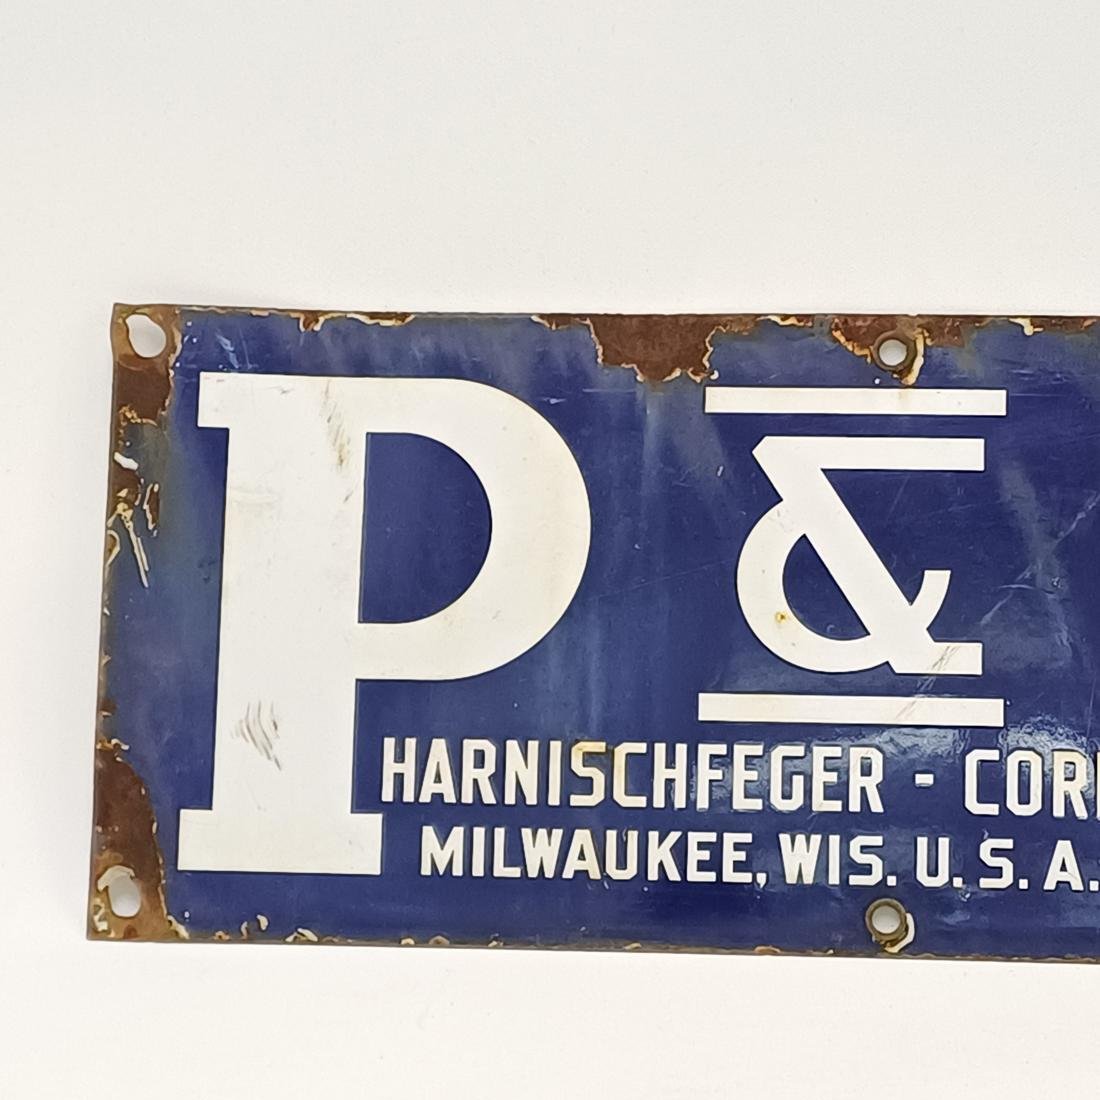 P &
HARNISCHFEGER - COR
MILWAUKEE, WIS. U. S. A.